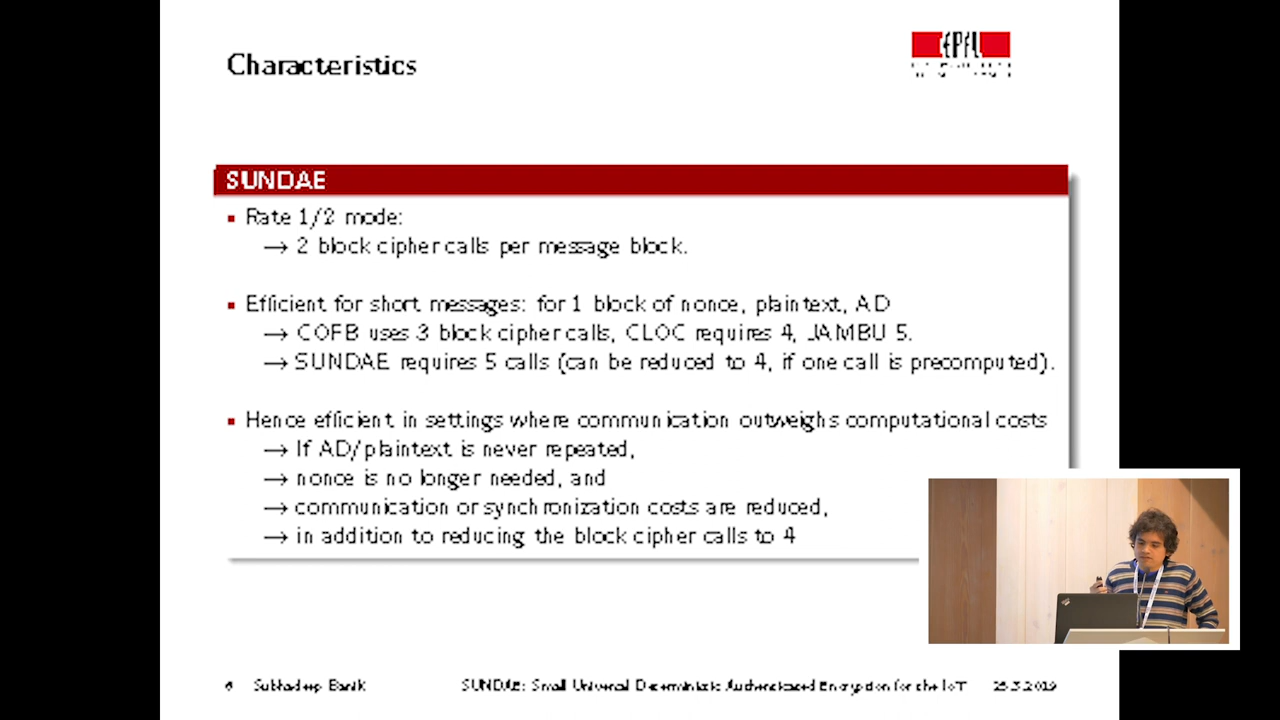 Characteristics
EPFL
SUNDAE
▪ Rate 1/2 mode:
→ 2 block cipher calls per message block.
▪ Efficient for short messages: for 1 block of nonce, plaintext, AD
→ COFB uses 3 block cipher calls, CLOC requires 4, JAMBU 5.
→ SUNDAE requires 5 calls (can be reduced to 4, if one call is precomputed).
▪ Hence efficient in settings where communication outweighs computational costs
→ If AD/plaintext is never repeated,
→ nonce is no longer needed, and
→ communication or synchronization costs are reduced,
→ in addition to reducing the block cipher calls to 4
Subhadeep Banik SUNDAE: Small Universal Deterministic Authenticated Encryption for the IoT 25.3.2019